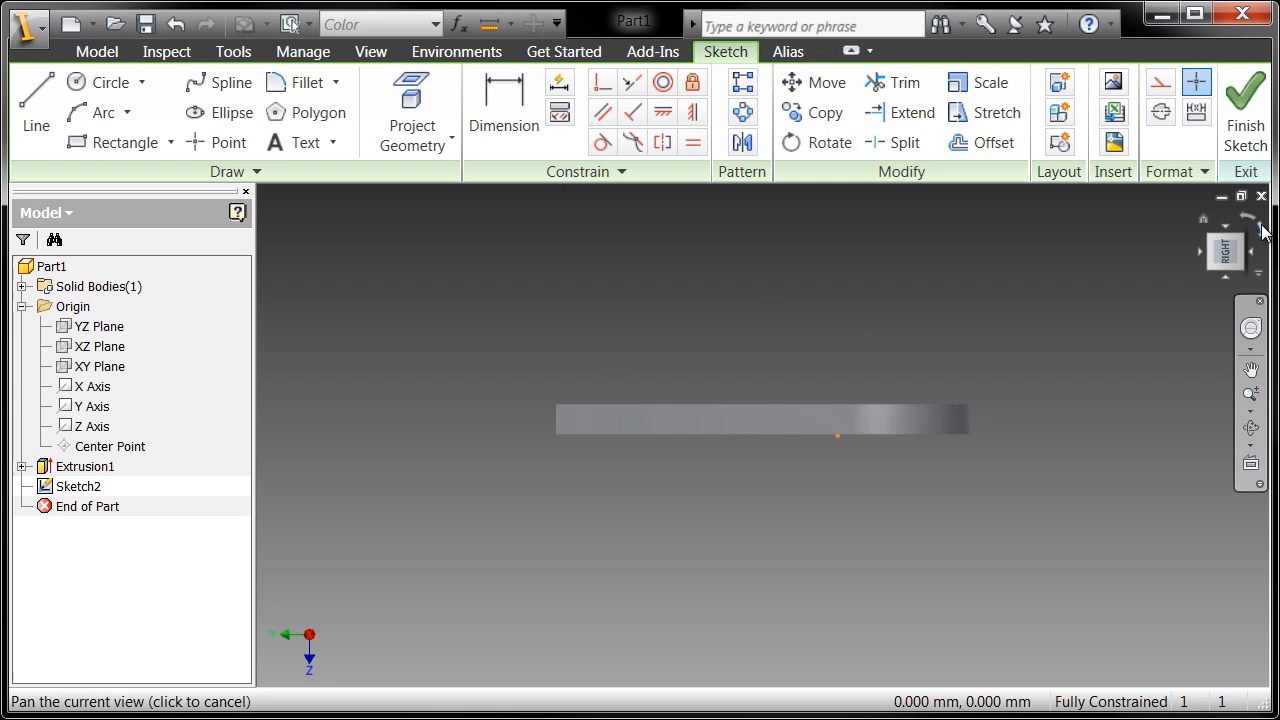 Color
Part1
Type a keyword or phrase
Model Inspect Tools Manage View Environments Get Started Add-Ins Sketch Alias
Line
Circle
Arc
Rectangle
Spline
Ellipse
Point
Fillet
Polygon
Text
Project
Geometry
Dimension
Move
Copy
Rotate
Trim
Extend
Split
Scale
Stretch
Offset
Finish
Sketch
Draw Constrain Pattern Modify Layout Insert Format Exit
Model
Part1
Solid Bodies(1)
Origin
YZ Plane
XZ Plane
XY Plane
X Axis
Y Axis
Z Axis
Center Point
Extrusion1
Sketch2
End of Part
RIGHT
Y
Z
Pan the current view (click to cancel) 0.000 mm, 0.000 mm Fully Constrained 1 1